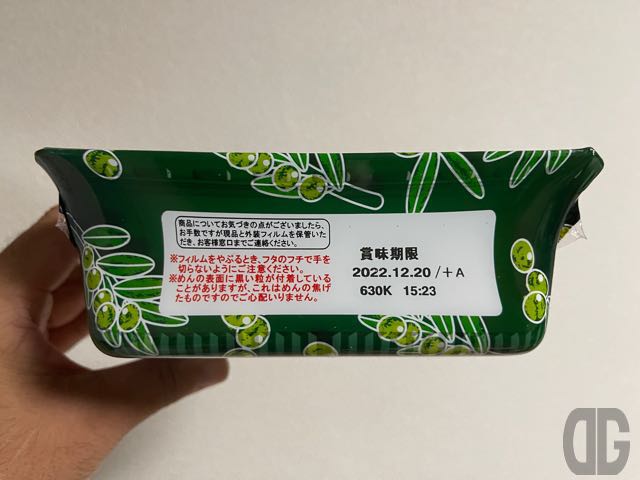 商品についてお気づきの点がございましたら、
お手数ですが現品と外装フィルムを保管いた
だき、お客様窓口までご連絡ください。
※フィルムをやぶるとき、フタのフチで手を
切らないようにご注意ください。
※めんの表面に黒い粒が付着している
ことがありますが、これはめんの焦げ
たものですのでご心配いりません。
賞味期限
2022.12.20/+A
630K 15:23
DG